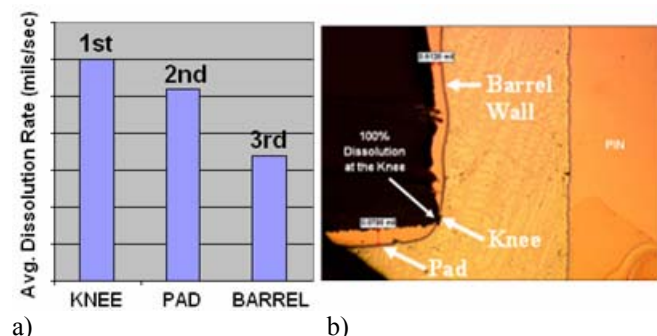 Avg. Dissolution Rate (mils/sec)
1st
2nd
3rd
KNEE PAD BARREL
a)
Barrel
Wall
100%
Dissolution
at the Knee
PIN
Knee
Pad
b)